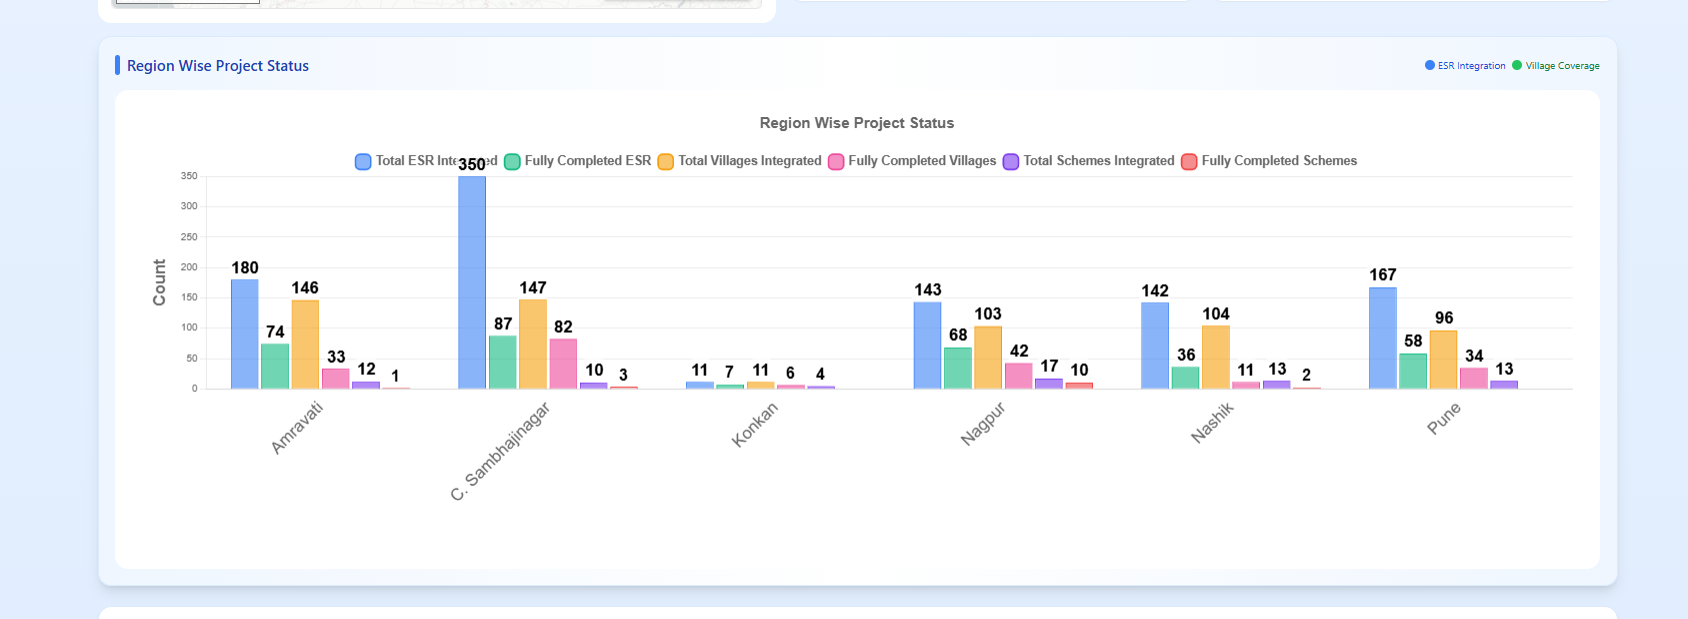 Region Wise Project Status
ESR Integration Village Coverage
Region Wise Project Status
Total ESR Integrated Fully Completed ESR Total Villages Integrated Fully Completed Villages Total Schemes Integrated Fully Completed Schemes
350
350
300
250
200
150
100
50
0
Count
180 74 146 33 12 1
87 147 82 10 3
11 7 11 6 4
143 68 103 42 17 10
142 36 104 11 13 2
167 58 96 34 13
Amravati
C. Sambhajinagar
Konkan
Nagpur
Nashik
Pune